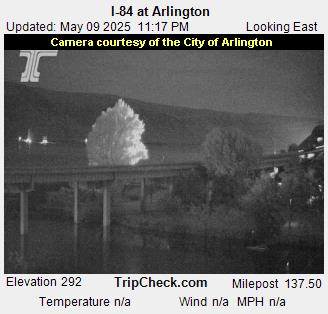 I-84 at Arlington
Updated: May 09 2025 11:17 PM Looking East
Camera courtesy of the City of Arlington
Elevation 292 TripCheck.com Milepost 137.50
Temperature n/a Wind n/a MPH n/a